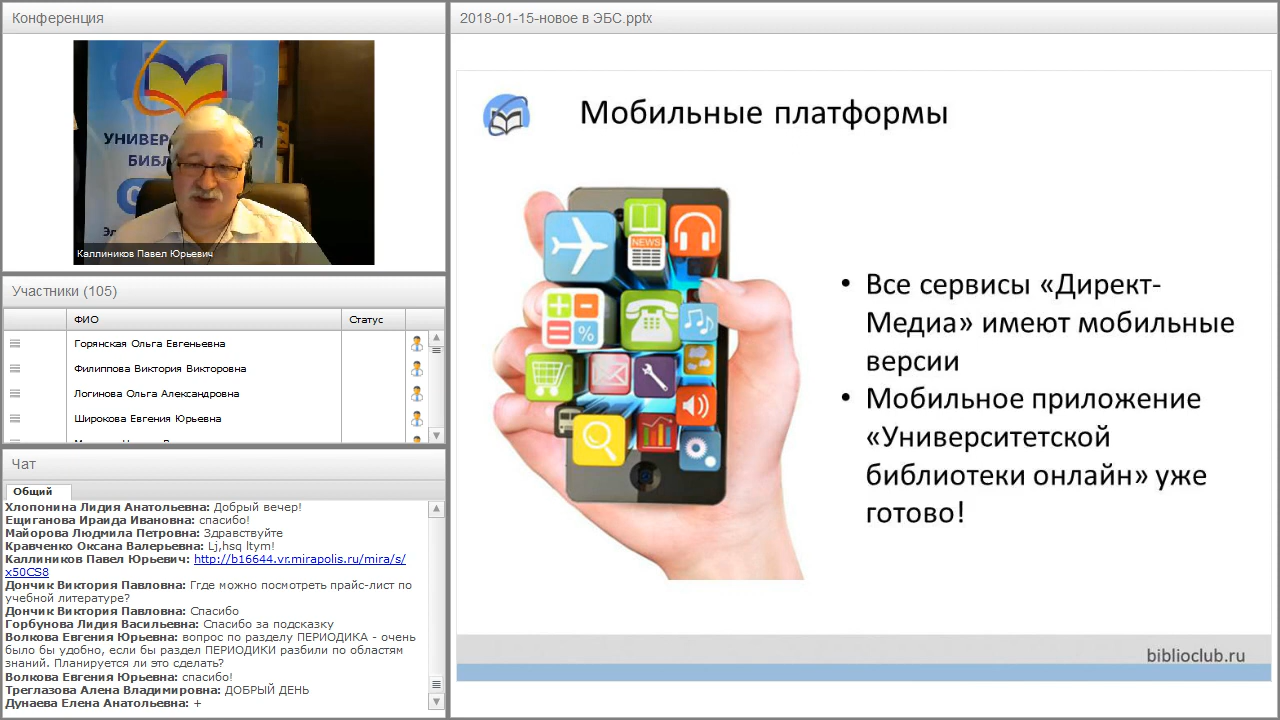 Конференция
УНИВЕР
АЯ
БИБЛ
Каллиников Павел Юрьевич
Участники (105)
ФИО
Статус
Горянская Ольга Евгеньевна
Филиппова Виктория Викторовна
Логинова Ольга Александровна
Широкова Евгения Юрьевна
Чат
Общий
Хлопонина Лидия Анатольевна: Добрый вечер!
Ещиганова Ираида Ивановна: спасибо!
Майорова Людмила Петровна: Здравствуйте
Кравченко Оксана Валерьевна: Lj,hsq ltym!
Каллиников Павел Юрьевич: http://b16644.vr.mirapolis.ru/mira/s/
x50CS8
Дончик Виктория Павловна: Ггде можно посмотреть прайс-лист по
учебной литературе?
Дончик Виктория Павловна: Спасибо
Горбунова Лидия Васильевна: Спасибо за подсказку
Волкова Евгения Юрьевна: вопрос по разделу ПЕРИОДИКА - очень
было бы удобно, если бы раздел ПЕРИОДИКИ разбили по областям
знаний. Планируется ли это сделать?
Волкова Евгения Юрьевна: спасибо!
Треглазова Алена Владимировна: ДОБРЫЙ ДЕНЬ
Дунаева Елена Анатольевна: +
2018-01-15-новое в ЭБС.pptx
Мобильные платформы
NEWS
• Все сервисы «Директ-
Медиа» имеют мобильные
версии
• Мобильное приложение
«Университетской
библиотеки онлайн» уже
готово!
biblioclub.ru